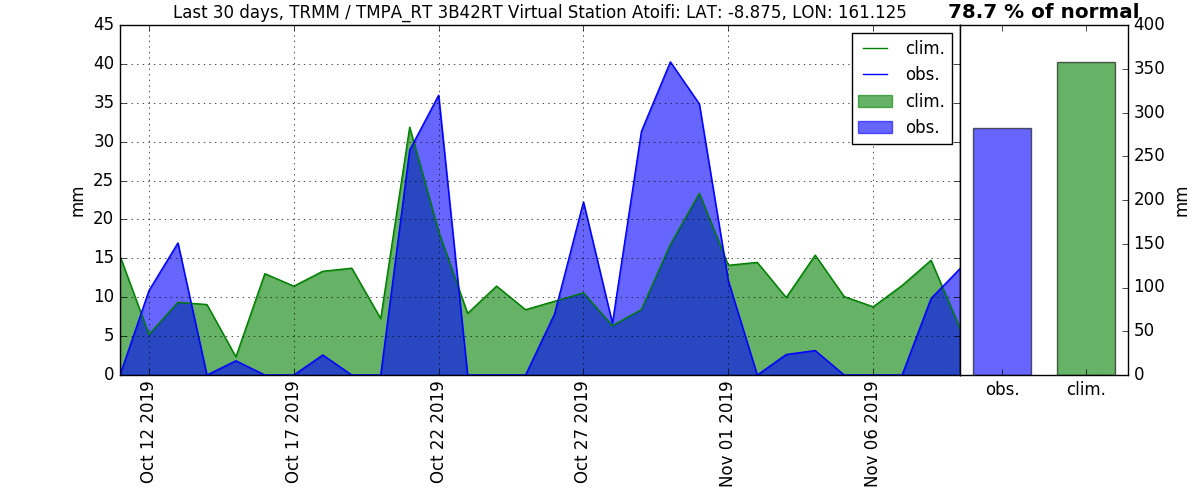 Last 30 days, TRMM / TMPA_RT 3B42RT Virtual Station Atoifi: LAT: -8.875, LON: 161.125
78.7 % of normal
45
40
35
30
25
20
15
10
5
0
mm
clim.
obs.
clim.
obs.
Oct 12 2019
Oct 17 2019
Oct 22 2019
Oct 27 2019
Nov 01 2019
Nov 06 2019
400
350
300
250
200
150
100
50
0
mm
obs.
clim.